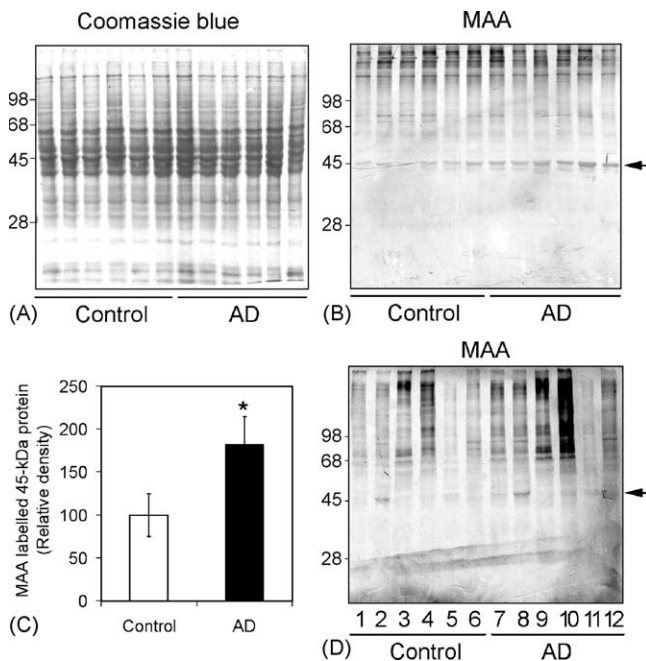 Coomassie blue
98
68
45
28
Control AD
(A)
MAA
98
68
45
28
Control AD
(B)
MAA labelled 45-kDa protein
(Relative density)
250
200
150
100
50
0
*
Control AD
(C)
MAA
98
68
45
28
1 2 3 4 5 6 7 8 9 10 11 12
Control AD
(D)